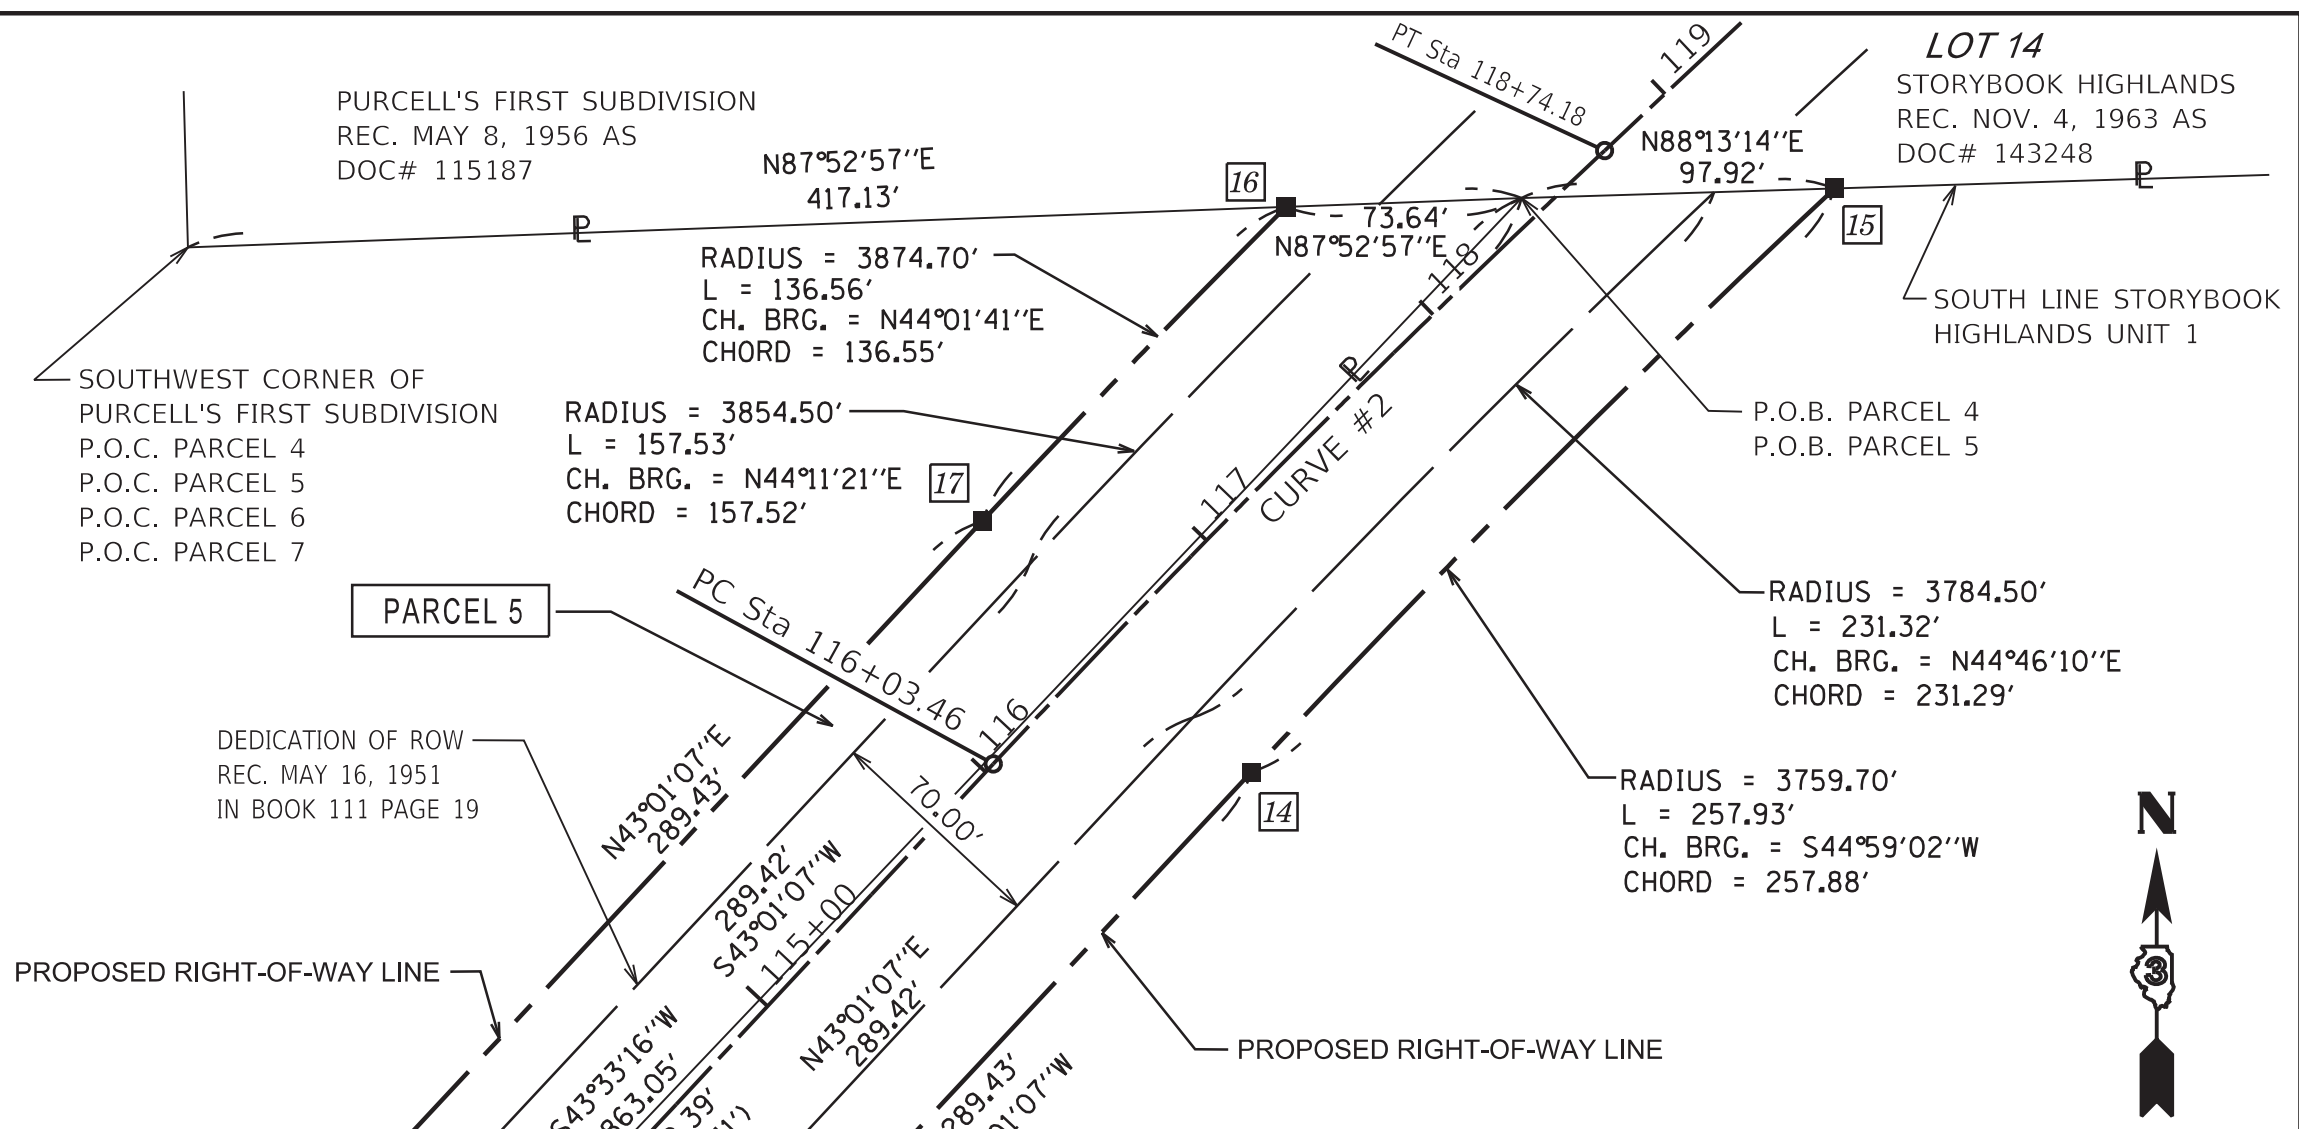 PT Sta 118+74.18
119
LOT 14
STORYBOOK HIGHLANDS
REC. NOV. 4, 1963 AS
DOC# 143248
PURCELL'S FIRST SUBDIVISION
REC. MAY 8, 1956 AS
DOC# 115187
N87°52'57''E
417.13'
16
N88°13'14''E
97.92'
15
73.64'
N87°52'57''E
118
RADIUS = 3874.70'
L = 136.56'
CH. BRG. = N44°01'41''E
CHORD = 136.55'
SOUTH LINE STORYBOOK
HIGHLANDS UNIT 1
SOUTHWEST CORNER OF
PURCELL'S FIRST SUBDIVISION
P.O.C. PARCEL 4
P.O.C. PARCEL 5
P.O.C. PARCEL 6
P.O.C. PARCEL 7
RADIUS = 3854.50'
L = 157.53'
CH. BRG. = N44°11'21''E
CHORD = 157.52'
17
117
CURVE #2
P.O.B. PARCEL 4
P.O.B. PARCEL 5
PARCEL 5
PC Sta 116+03.46
116
RADIUS = 3784.50'
L = 231.32'
CH. BRG. = N44°46'10''E
CHORD = 231.29'
DEDICATION OF ROW
REC. MAY 16, 1951
IN BOOK 111 PAGE 19
N43°01'07''E
289.43'
70.00'
14
RADIUS = 3759.70'
L = 257.93'
CH. BRG. = S44°59'02''W
CHORD = 257.88'
N
3
289.42'
S43°01'07''W
115+00
PROPOSED RIGHT-OF-WAY LINE
N43°01'07''E
289.42'
PROPOSED RIGHT-OF-WAY LINE
S43°33'16''W
863.05'
39'
289.43'
01'07''W